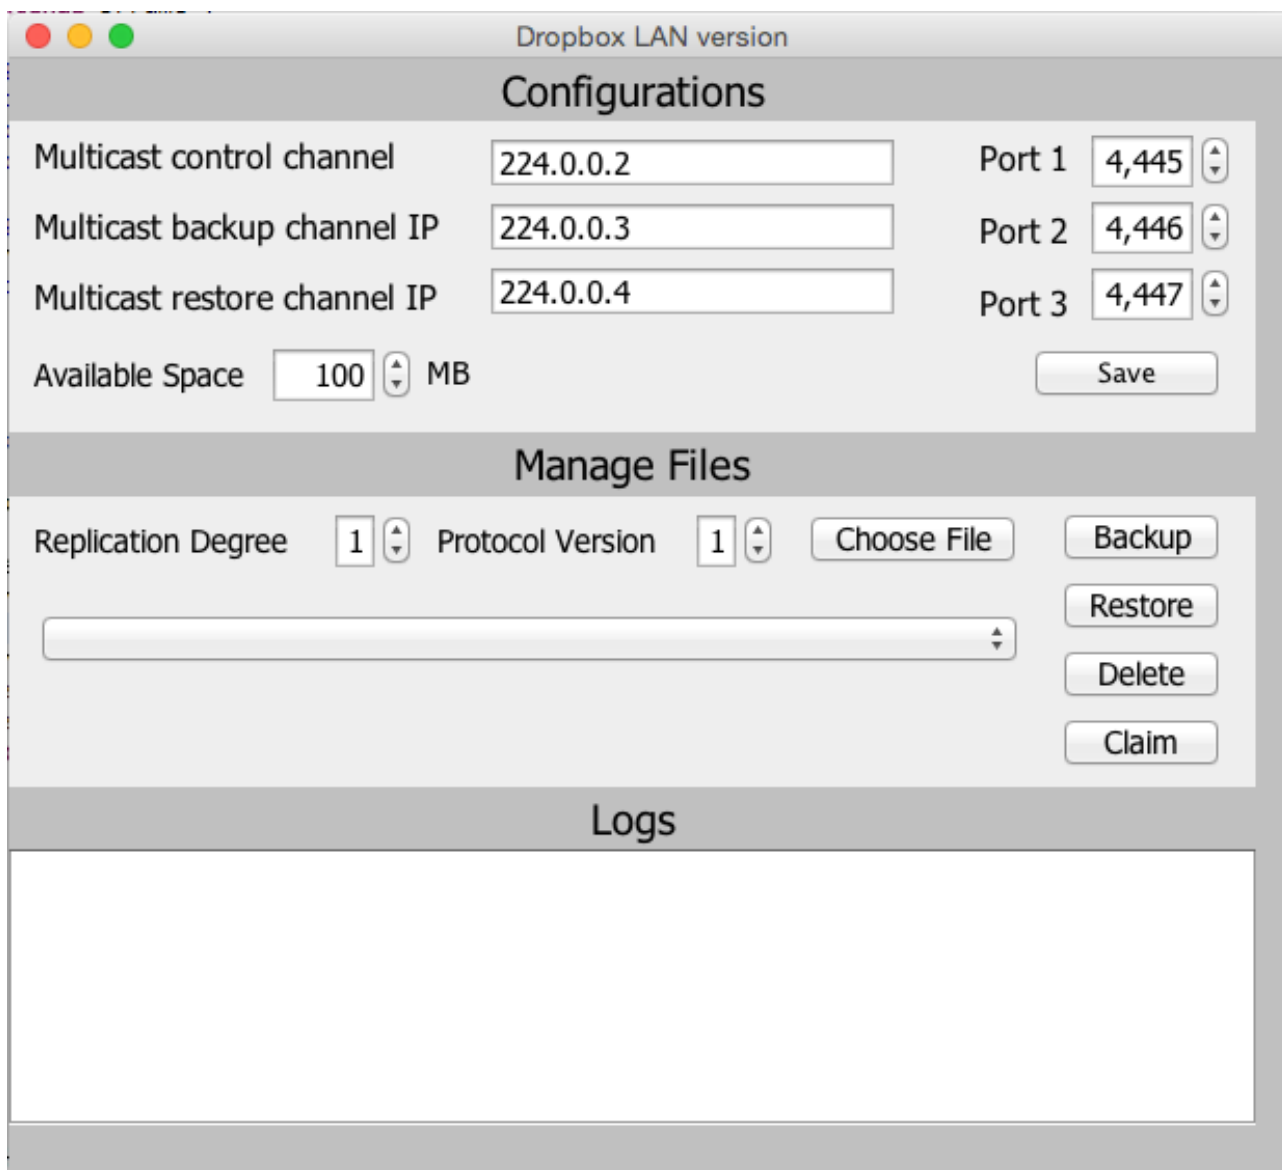 Dropbox LAN version
Configurations
Multicast control channel 224.0.0.2 Port 1 4,445
Multicast backup channel IP 224.0.0.3 Port 2 4,446
Multicast restore channel IP 224.0.0.4 Port 3 4,447
Available Space 100 MB Save
Manage Files
Replication Degree 1 Protocol Version 1 Choose File Backup
Restore
Delete
Claim
Logs